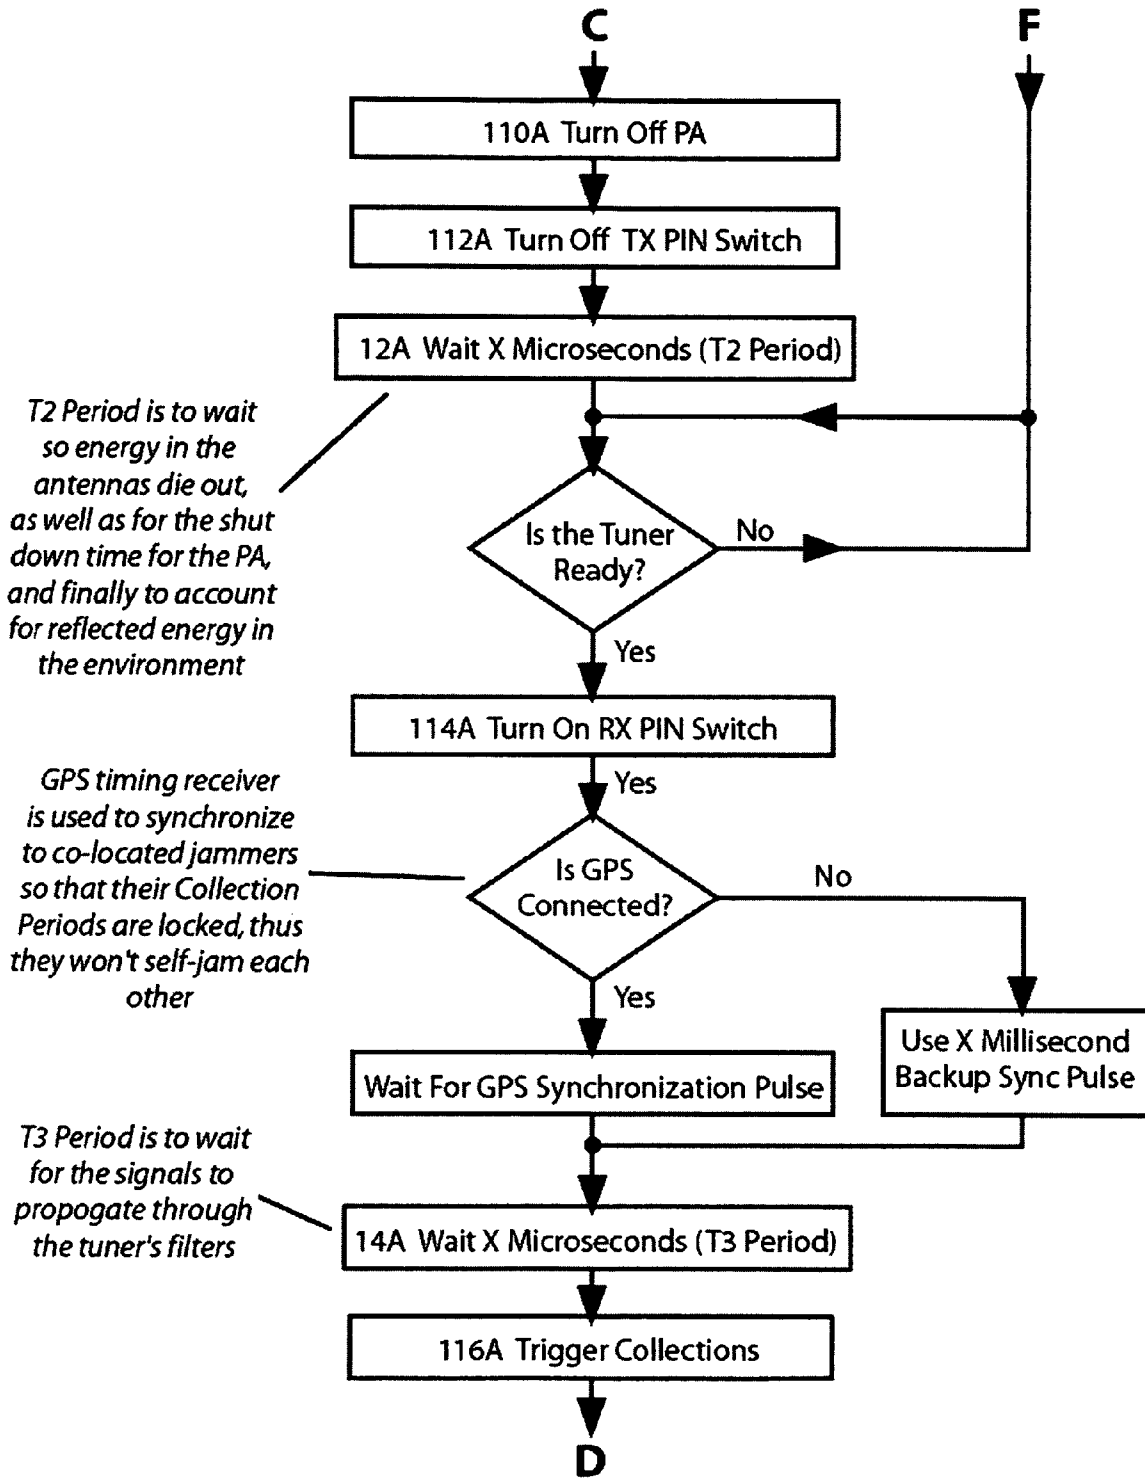 C
F
110A Turn Off PA
112A Turn Off TX PIN Switch
12A Wait X Microseconds (T2 Period)
T2 Period is to wait
so energy in the
antennas die out,
as well as for the shut
down time for the PA,
and finally to account
for reflected energy in
the environment
Is the Tuner
Ready?
No
Yes
114A Turn On RX PIN Switch
Yes
GPS timing receiver
is used to synchronize
to co-located jammers
so that their Collection
Periods are locked, thus
they won't self-jam each
other
Is GPS
Connected?
No
Yes
Use X Millisecond
Backup Sync Pulse
Wait For GPS Synchronization Pulse
T3 Period is to wait
for the signals to
propogate through
the tuner's filters
14A Wait X Microseconds (T3 Period)
116A Trigger Collections
D